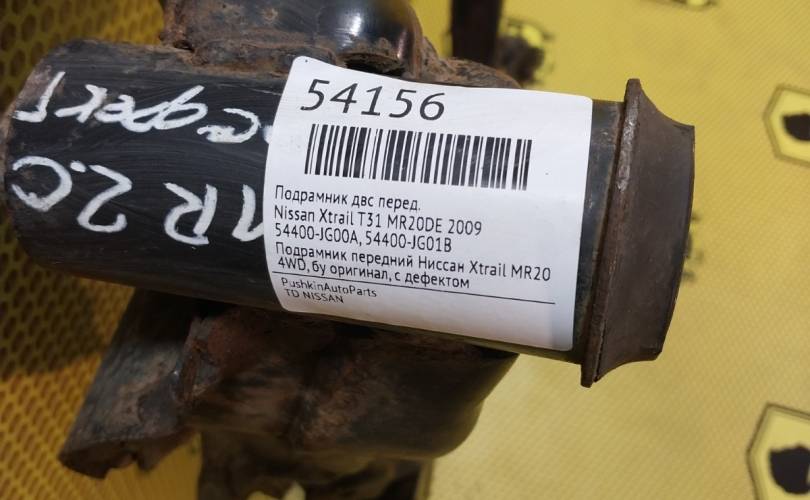 54156
Подрамник двс перед.
Nissan Xtrail T31 MR20DE 2009
54400-JG00A, 54400-JG01B
Подрамник передний Ниссан Xtrail MR20
4WD, бу оригинал, с дефектом
PushkinAutoParts
TD NISSAN
MR 2.0